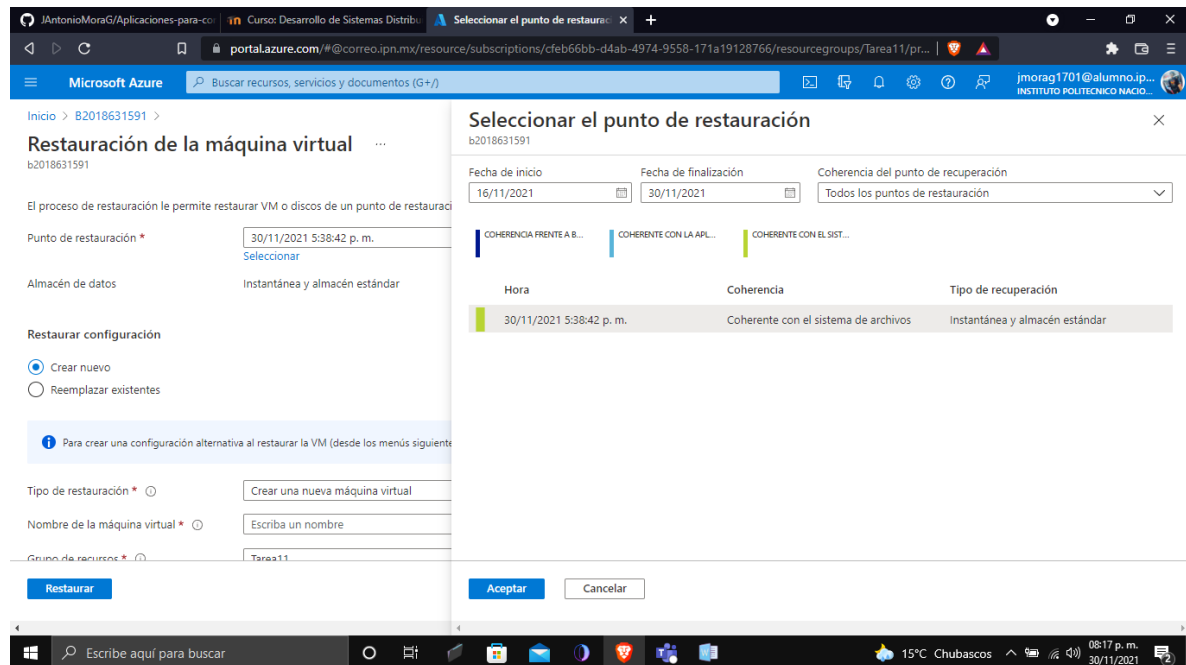 JAntonioMoraG/Aplicaciones-para-co
Curso: Desarrollo de Sistemas Distribu
Seleccionar el punto de restauraci
portal.azure.com/#@correo.ipn.mx/resource/subscriptions/cfeb66bb-d4ab-4974-9558-171a19128766/resourcegroups/Tarea11/pr...
Microsoft Azure
Buscar recursos, servicios y documentos (G+/)
jmorag1701@alumno.ip...
INSTITUTO POLITECNICO NACIO...
Inicio > B2018631591 >
Restauración de la máquina virtual ...
b2018631591
El proceso de restauración le permite restaurar VM o discos de un punto de restauraci
Punto de restauración *
30/11/2021 5:38:42 p. m.
Seleccionar
Almacén de datos
Instantánea y almacén estándar
Restaurar configuración
Crear nuevo
Reemplazar existentes
Para crear una configuración alternativa al restaurar la VM (desde los menús siguiente
Tipo de restauración *
Crear una nueva máquina virtual
Nombre de la máquina virtual *
Escriba un nombre
Grupo de recursos *
Tarea11
Restaurar
Seleccionar el punto de restauración
b2018631591
Fecha de inicio
Fecha de finalización
Coherencia del punto de recuperación
16/11/2021
30/11/2021
Todos los puntos de restauración
COHERENCIA FRENTE A B...
COHERENTE CON LA APL...
COHERENTE CON EL SIST...
Hora
Coherencia
Tipo de recuperación
30/11/2021 5:38:42 p. m.
Coherente con el sistema de archivos
Instantánea y almacén estándar
Aceptar
Cancelar
Escribe aquí para buscar
15°C Chubascos
08:17 p. m.
30/11/2021
2